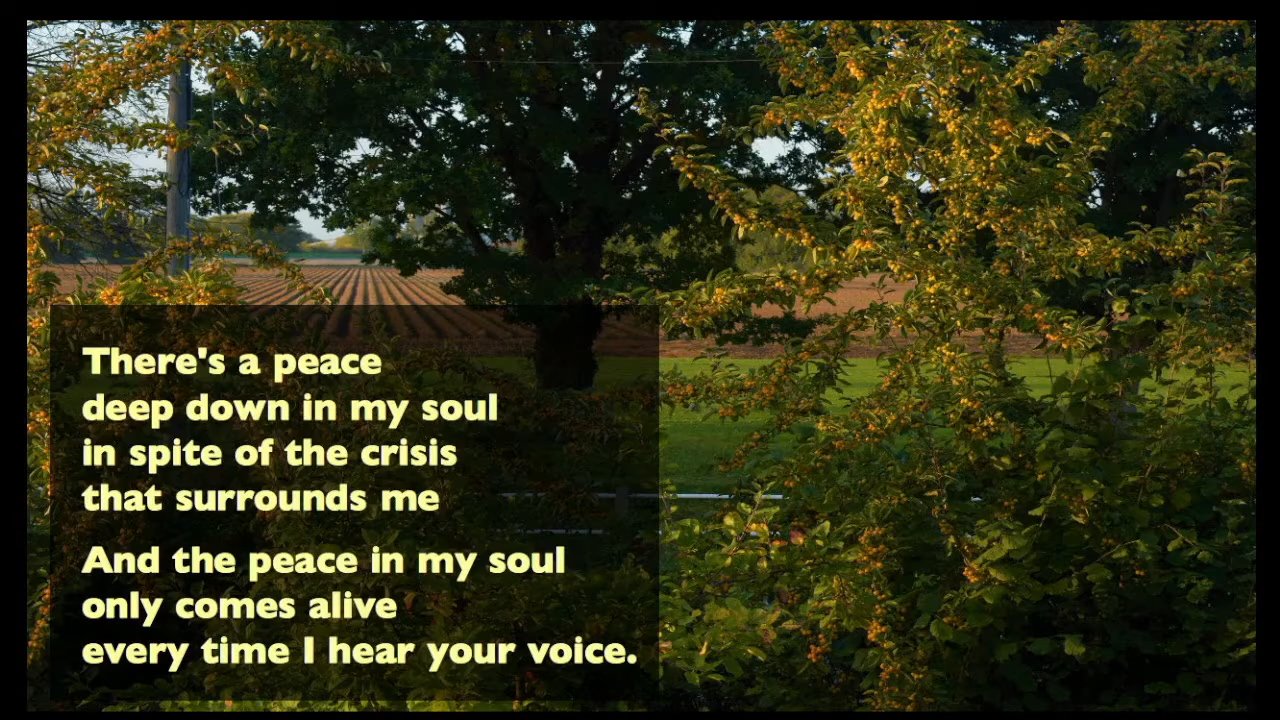 There's a peace
deep down in my soul
in spite of the crisis
that surrounds me
And the peace in my soul
only comes alive
every time I hear your voice.